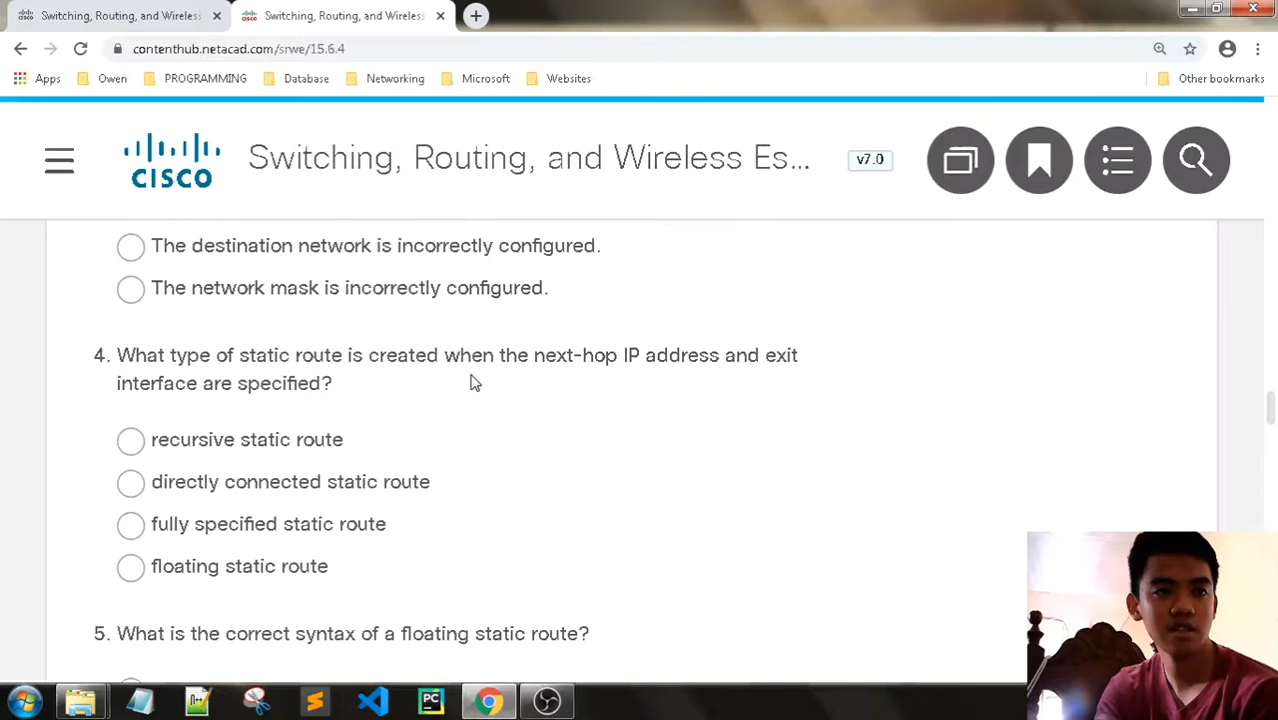 Switching, Routing, and Wireless
Switching, Routing, and Wireless
contenthub.netacad.com/srwe/15.6.4
Apps
Owen
PROGRAMMING
Database
Networking
Microsoft
Websites
Other bookmarks
CISCO
Switching, Routing, and Wireless Es...
v7.0
The destination network is incorrectly configured.
The network mask is incorrectly configured.
4. What type of static route is created when the next-hop IP address and exit
interface are specified?
recursive static route
directly connected static route
fully specified static route
floating static route
5. What is the correct syntax of a floating static route?
PC